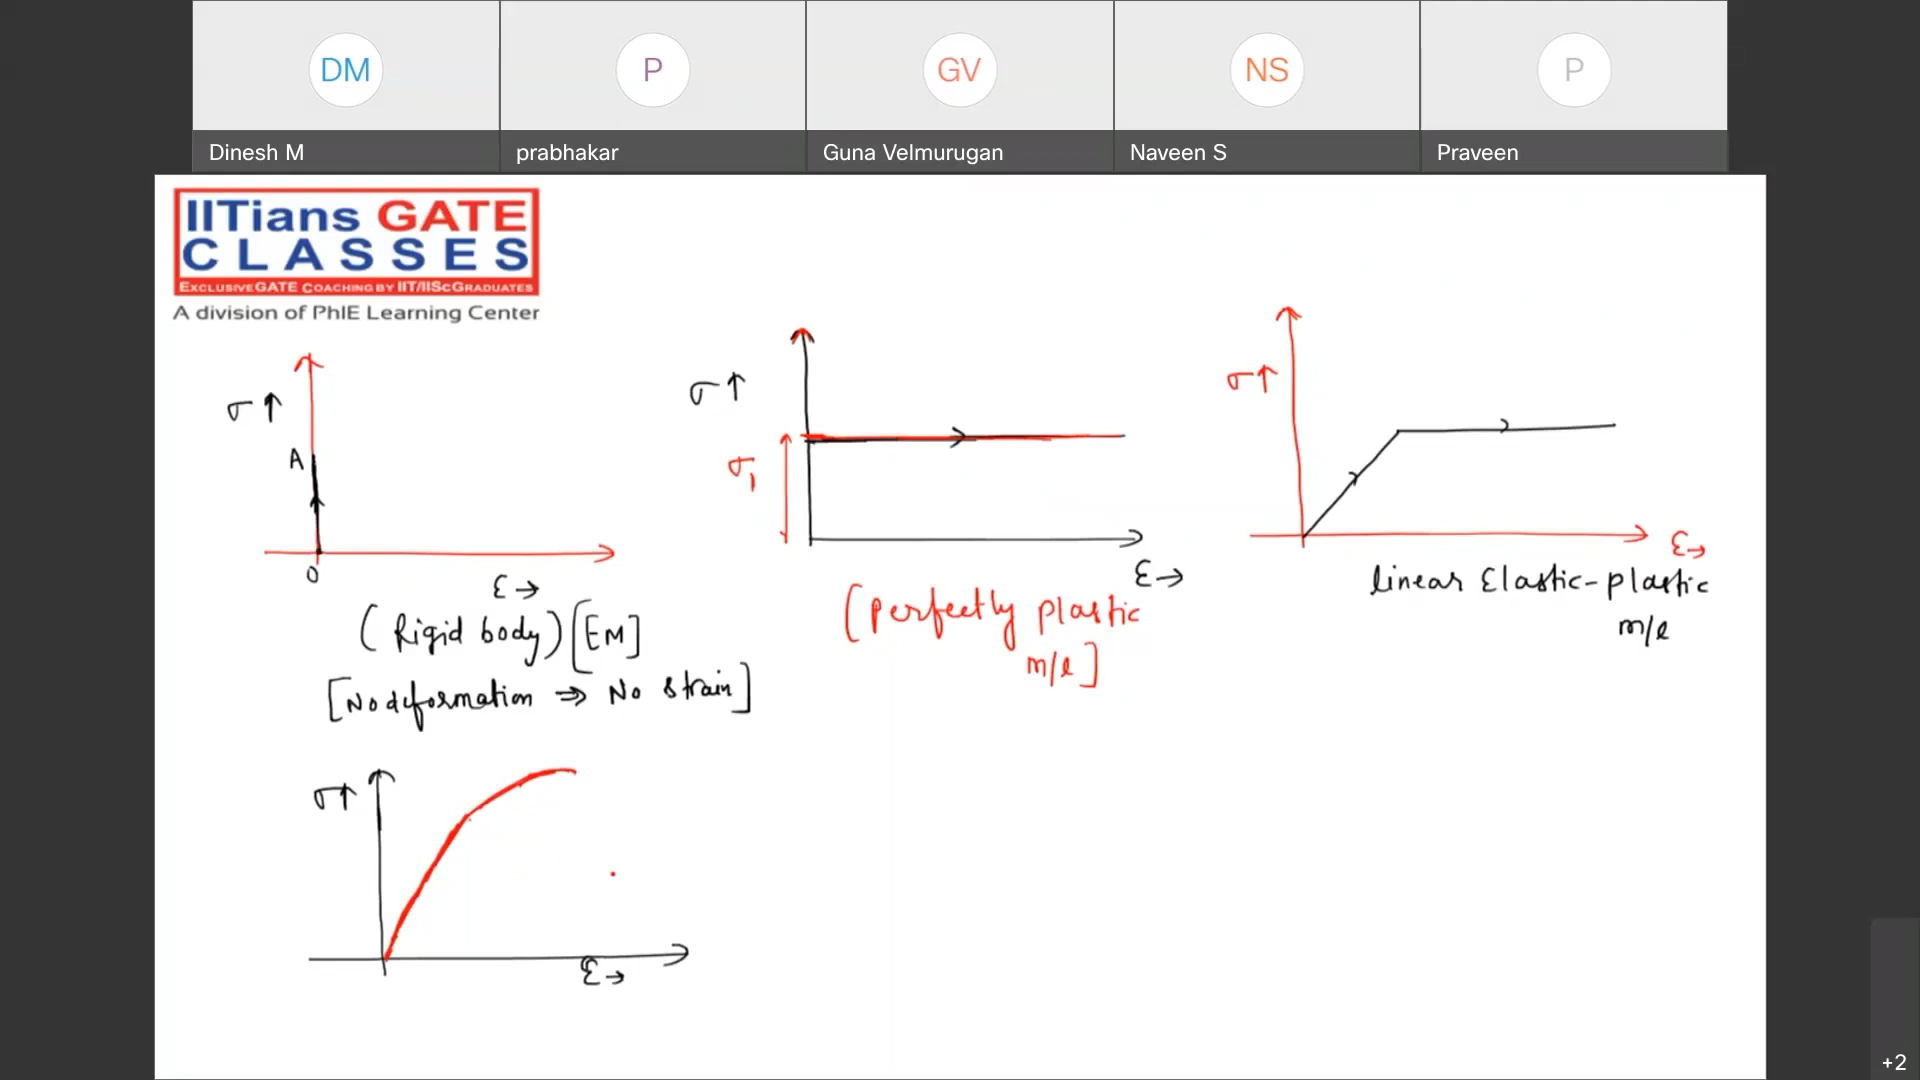 DM
P
GV
NS
P
Dinesh M
prabhakar
Guna Velmurugan
Naveen S
Praveen
IITians GATE
CLASSES
EXCLUSIVE GATE COACHING BY IIT/IISc GRADUATES
A division of PhIE Learning Center
σ↑
A
0
ε→
(Rigid body) [EM]
[No deformation ⇒ No strain]
σ↑
σ1
ε→
(Perfectly plastic
m/l]
σ↑
ε→
linear Elastic-plastic
m/l
σ↑
ε→
+2